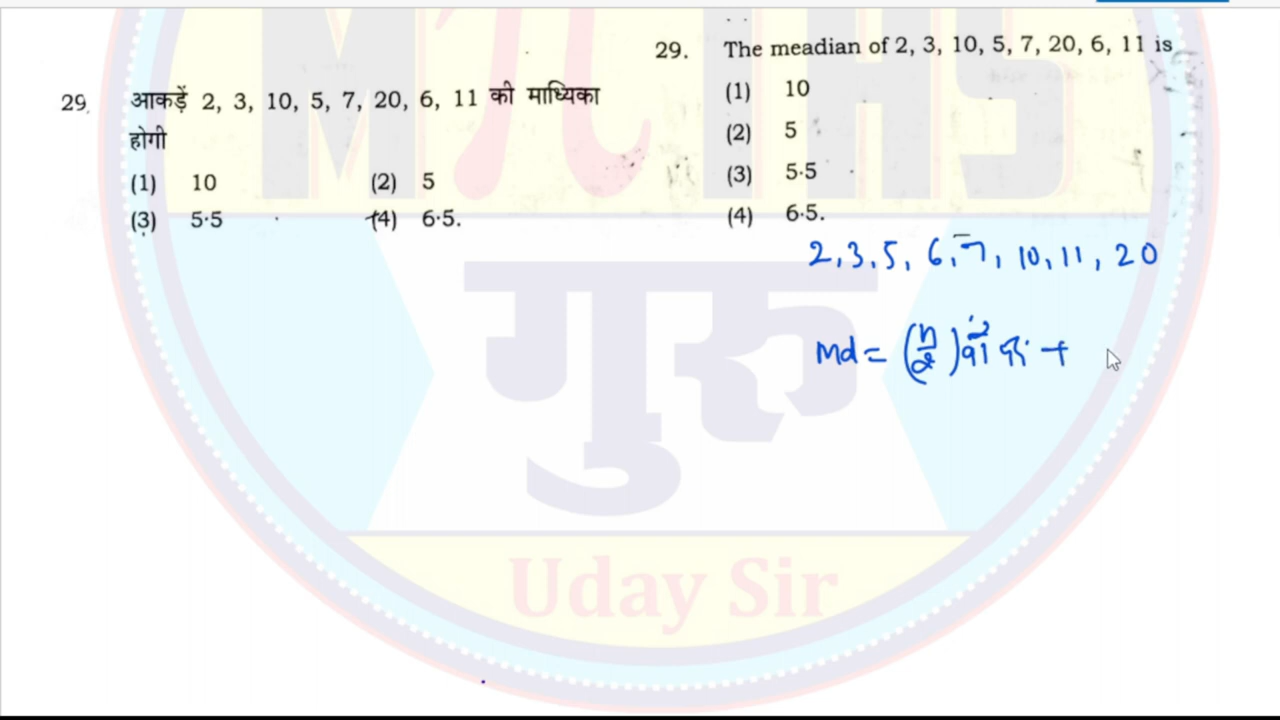 29. आकड़ें 2, 3, 10, 5, 7, 20, 6, 11 की माध्यिका
होगी
(1) 10 (2) 5
(3) 5·5 (4) 6·5.
29. The meadian of 2, 3, 10, 5, 7, 20, 6, 11 is
(1) 10
(2) 5
(3) 5·5
(4) 6·5.
2, 3, 5, 6, 7, 10, 11, 20
Md = (n/2) वाँ पद +
MπTHS
गुरु
Uday Sir